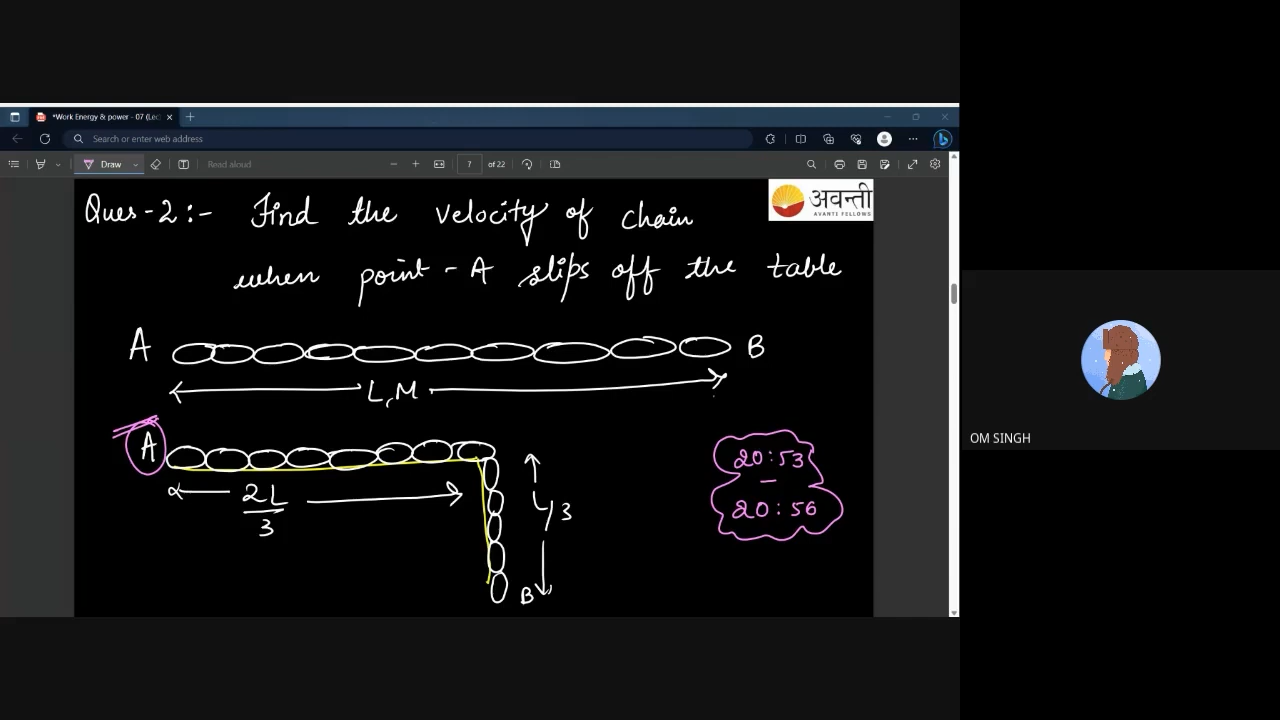 *Work Energy & power - 07 (Lec
Search or enter web address
Draw
Read aloud
7 of 22
Ques-2:- Find the velocity of chain
when point-A slips off the table
अवन्ती
AVANTI FELLOWS
A B
L,M
A
2L/3
L/3
B
20:53
—
20:56
OM SINGH